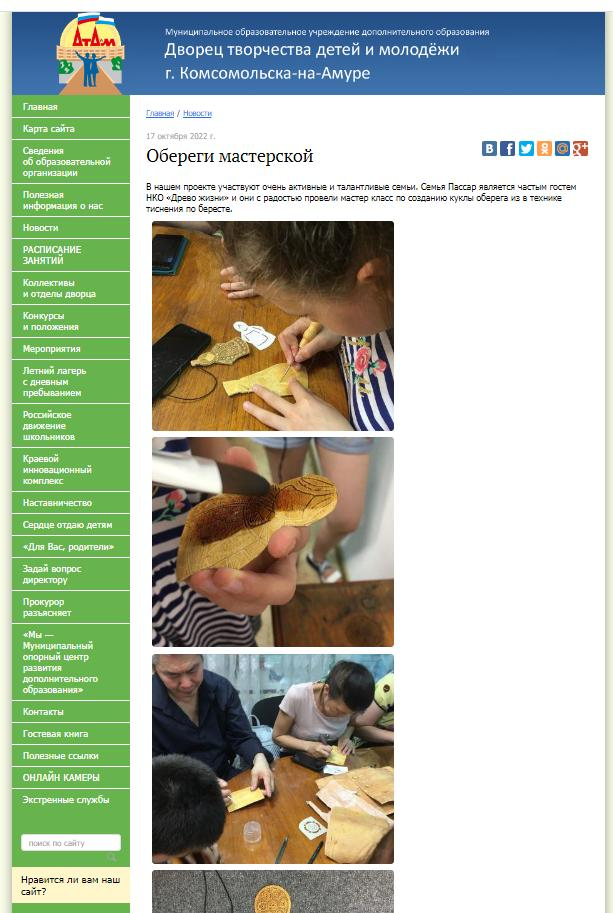 ДТДиМ
Муниципальное образовательное учреждение дополнительного образования
Дворец творчества детей и молодёжи
г. Комсомольска-на-Амуре
Главная
Карта сайта
Сведения
об образовательной
организации
Полезная
информация о нас
Новости
РАСПИСАНИЕ
ЗАНЯТИЙ
Коллективы
и отделы дворца
Конкурсы
и положения
Мероприятия
Летний лагерь
с дневным
пребыванием
Российское
движение
школьников
Краевой
инновационный
комплекс
Наставничество
Сердце отдаю детям
«Для Вас, родители»
Задай вопрос
директору
Прокурор
разъясняет
«Мы —
Муниципальный
опорный центр
развития
дополнительного
образования»
Контакты
Гостевая книга
Полезные ссылки
ОНЛАЙН КАМЕРЫ
Экстренные службы
поиск по сайту
Нравится ли вам наш
сайт?
Главная / Новости
17 октября 2022 г.
Обереги мастерской
В нашем проекте участвуют очень активные и талантливые семьи. Семья Пассар является частым гостем
НКО «Древо жизни» и они с радостью провели мастер класс по созданию куклы оберега из в технике
тиснения по бересте.